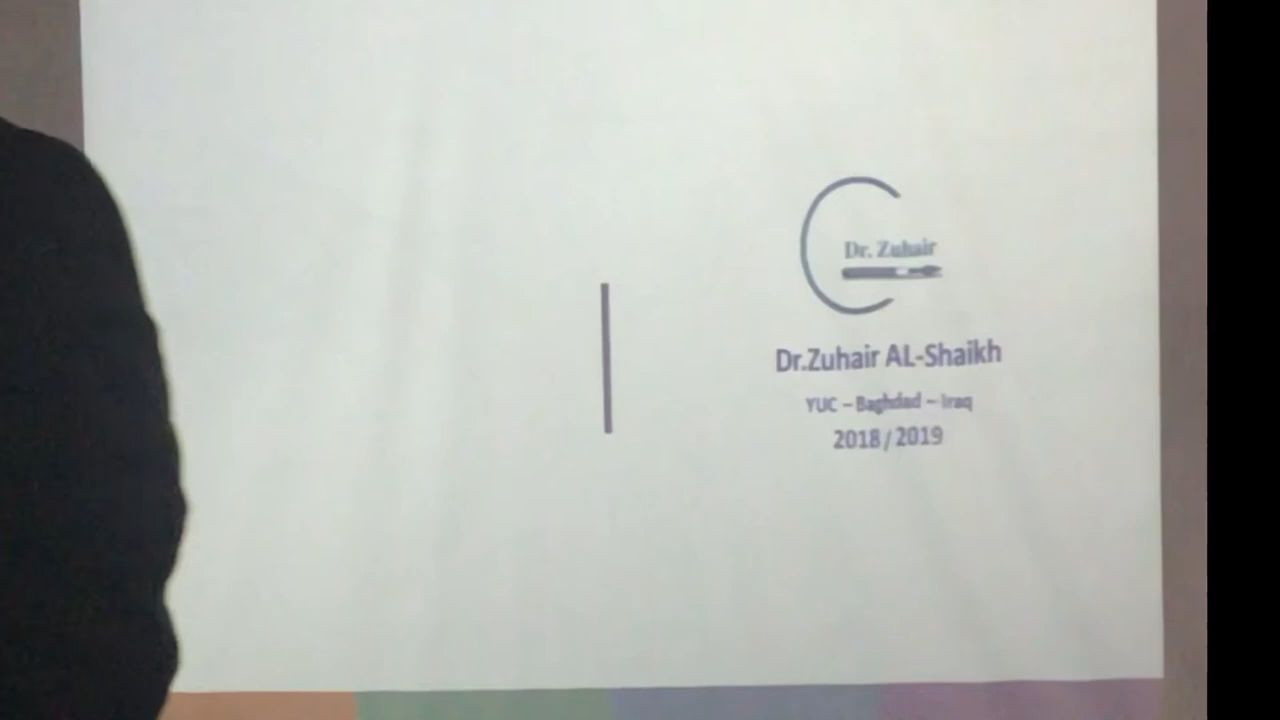 Dr. Zuhair
Dr.Zuhair AL-Shaikh
YUC – Baghdad – Iraq
2018/2019